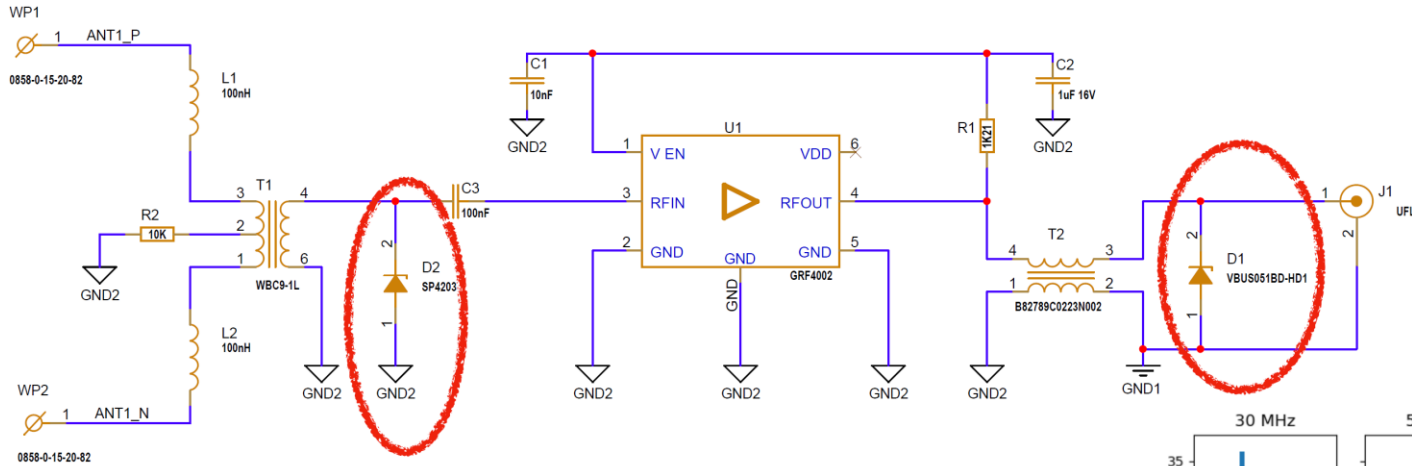 WP1
1 ANT1_P
0858-0-15-20-82
L1
100nH
C1
10nF
GND2
C2
1uF 16V
GND2
R1
1K21
U1
1 V EN
VDD 6
3 RFIN
RFOUT 4
2 GND
GND 5
GND
GRF4002
GND
T1
3
4
2
1
6
WBC9-1L
R2
10K
GND2
C3
100nF
2
D2
SP4203
1
T2
4
3
1
2
B82789C0223N002
2
D1
VBUS051BD-HD1
1
1
J1
UFL
2
L2
100nH
GND2
GND2
GND2
GND2
GND2
GND2
GND1
WP2
1 ANT1_N
0858-0-15-20-82
30 MHz
5
35